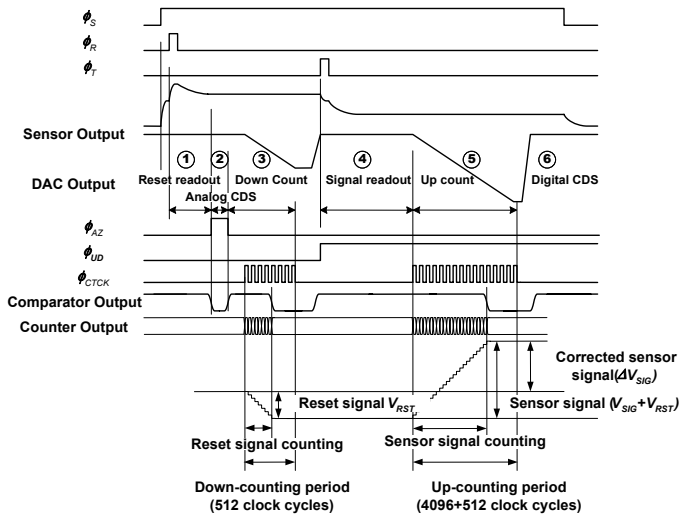 ϕS
ϕR
ϕT
Sensor Output
① ② ③ ④ ⑤ ⑥
DAC Output
Reset readout Down Count Signal readout Up count Digital CDS
Analog CDS
ϕAZ
ϕUD
ϕCTCK
Comparator Output
Counter Output
Corrected sensor
signal(ΔVSIG)
Reset signal VRST
Sensor signal (VSIG+VRST)
Reset signal counting
Sensor signal counting
Down-counting period
(512 clock cycles)
Up-counting period
(4096+512 clock cycles)